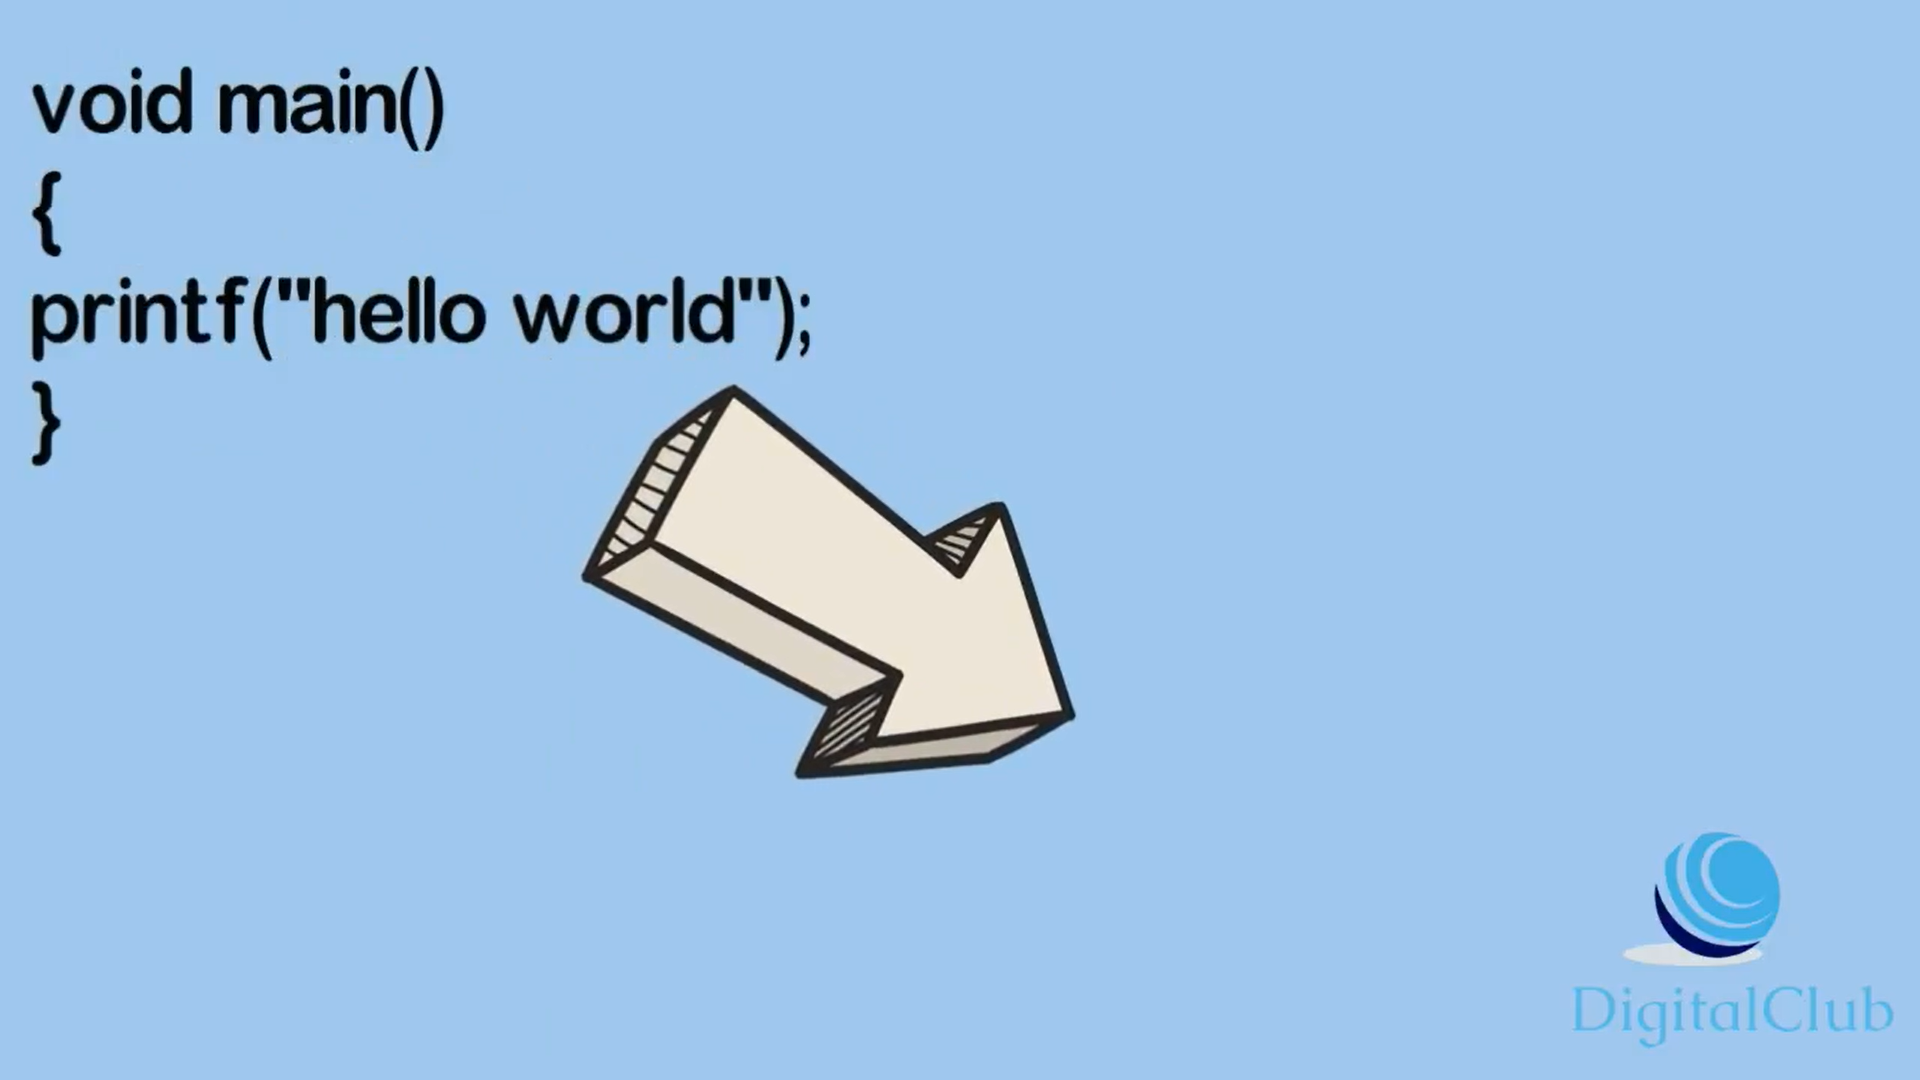 void main()
{
printf("hello world");
}
DigitalClub